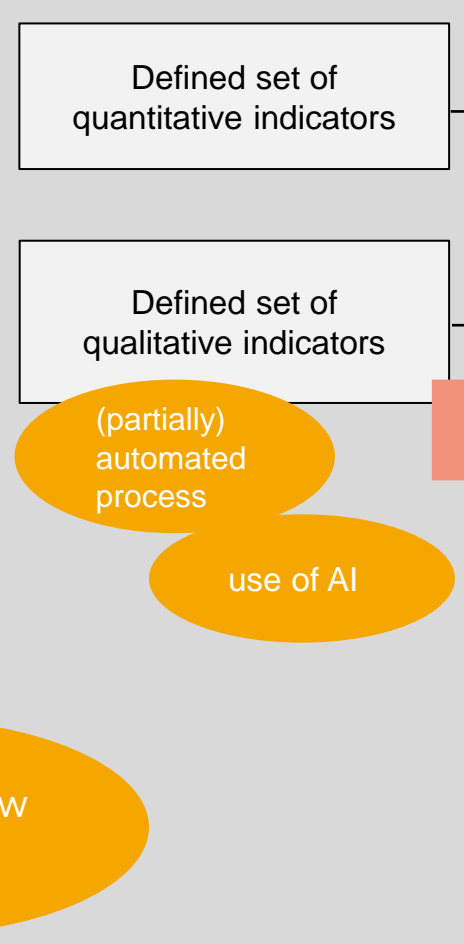 Defined set of
quantitative indicators
Defined set of
qualitative indicators
(partially)
automated
process
use of AI